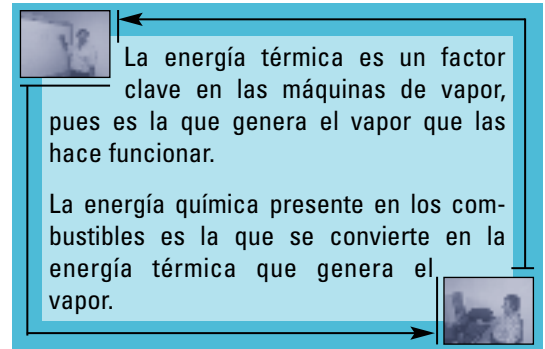 La energía térmica es un factor
clave en las máquinas de vapor,
pues es la que genera el vapor que las
hace funcionar.
La energía química presente en los com-
bustibles es la que se convierte en la
energía térmica que genera el
vapor.